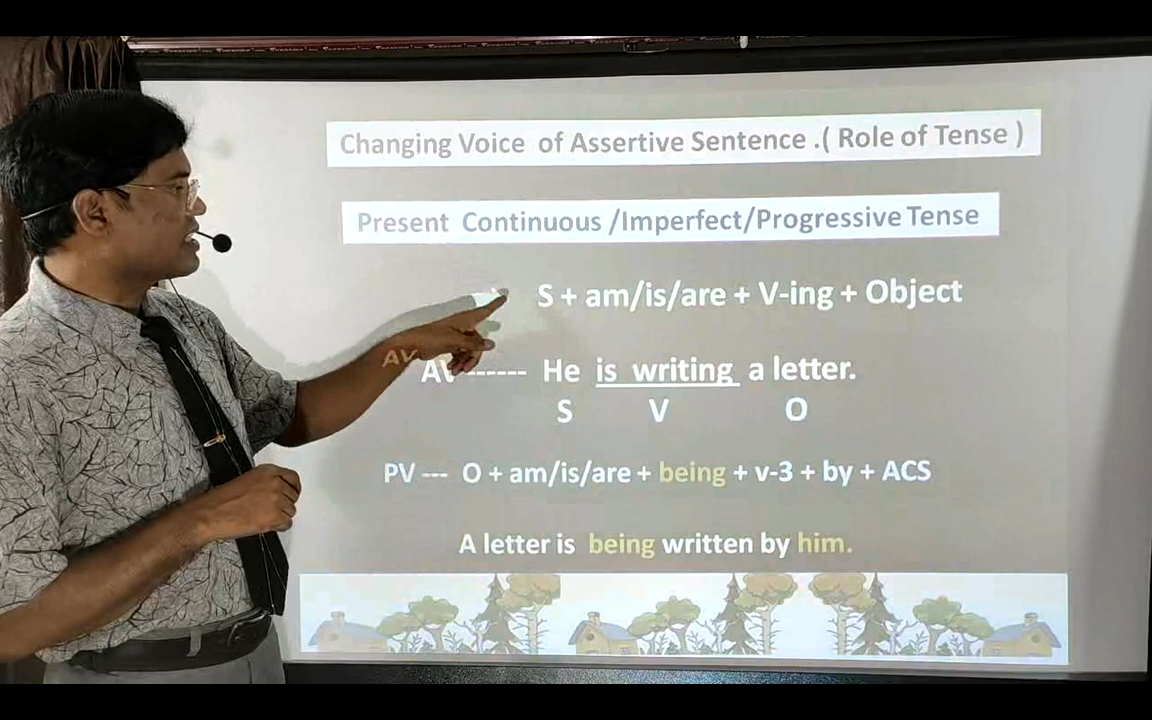 Changing Voice of Assertive Sentence .( Role of Tense )
Present Continuous /Imperfect/Progressive Tense
S + am/is/are + V-ing + Object
AV ------ He is writing a letter.
S V O
PV --- O + am/is/are + being + v-3 + by + ACS
A letter is being written by him.